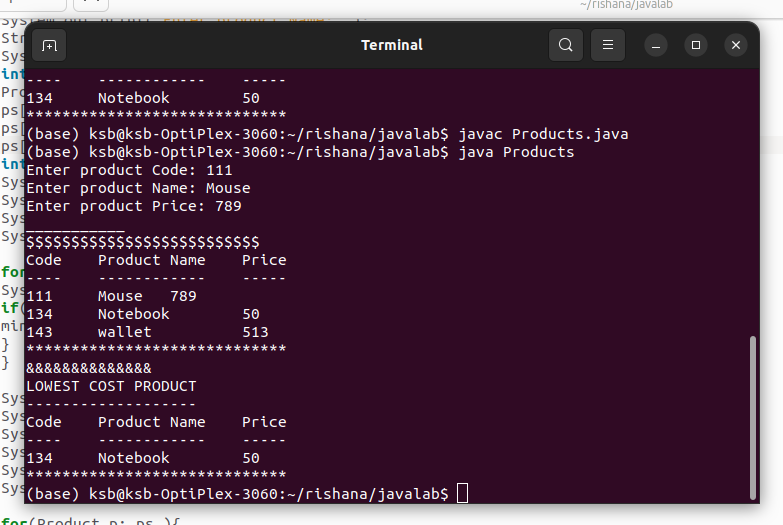 ~/rishana/javalab
Terminal
----    ------------    -----
134     Notebook        50
*****************************
(base) ksb@ksb-OptiPlex-3060:~/rishana/javalab$ javac Products.java
(base) ksb@ksb-OptiPlex-3060:~/rishana/javalab$ java Products
Enter product Code: 111
Enter product Name: Mouse
Enter product Price: 789
___________
$$$$$$$$$$$$$$$$$$$$$$$$$$
Code    Product Name    Price
----    ------------    -----
111     Mouse   789
134     Notebook        50
143     wallet          513
*****************************
&&&&&&&&&&&&&&
LOWEST COST PRODUCT
-------------------
Code    Product Name    Price
----    ------------    -----
134     Notebook        50
*****************************
(base) ksb@ksb-OptiPlex-3060:~/rishana/javalab$
for(Product p: ps ){